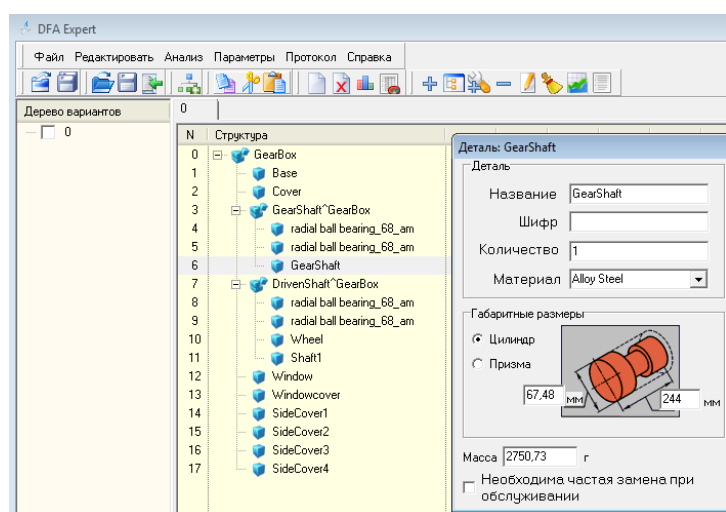 DFA Expert
Файл Редактировать Анализ Параметры Протокол Справка
Дерево вариантов
0
0
N Структура
0 GearBox
1 Base
2 Cover
3 GearShaft^GearBox
4 radial ball bearing_68_am
5 radial ball bearing_68_am
6 GearShaft
7 DrivenShaft^GearBox
8 radial ball bearing_68_am
9 radial ball bearing_68_am
10 Wheel
11 Shaft1
12 Window
13 Windowcover
14 SideCover1
15 SideCover2
16 SideCover3
17 SideCover4
Деталь: GearShaft
Деталь
Название GearShaft
Шифр
Количество 1
Материал Alloy Steel
Габаритные размеры
Цилиндр
Призма
67,48 мм 244 мм
Масса 2750,73 г
Необходима частая замена при
обслуживании